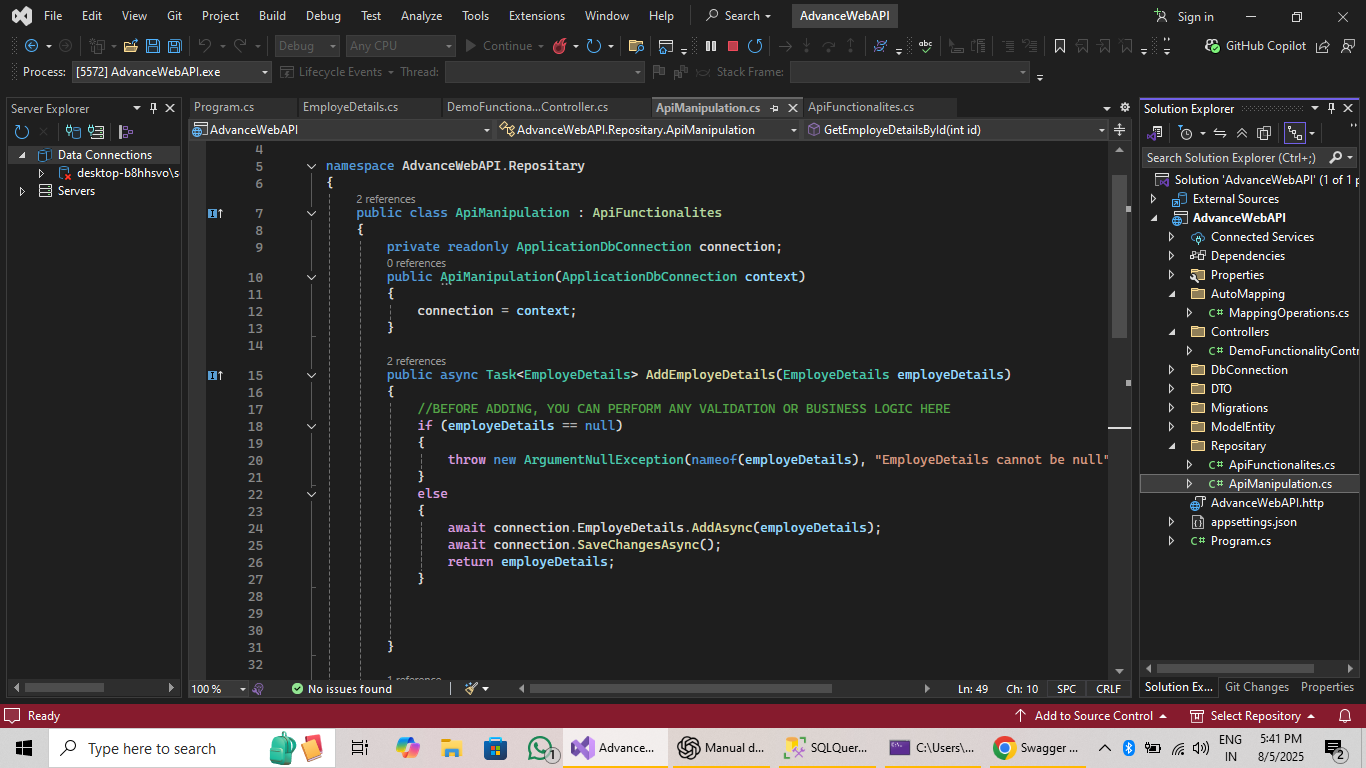 File Edit View Git Project Build Debug Test Analyze Tools Extensions Window Help Search AdvanceWebAPI Sign in
Debug Any CPU Continue GitHub Copilot
Process: [5572] AdvanceWebAPI.exe Lifecycle Events Thread: Stack Frame:
Server Explorer
Data Connections
desktop-b8hhsvo\s
Servers
Program.cs EmployeDetails.cs DemoFunctiona...Controller.cs ApiManipulation.cs ApiFunctionalites.cs
AdvanceWebAPI AdvanceWebAPI.Repositary.ApiManipulation GetEmployeDetailsById(int id)
4
5 namespace AdvanceWebAPI.Repositary
6 {
2 references
7 public class ApiManipulation : ApiFunctionalites
8 {
9 private readonly ApplicationDbConnection connection;
0 references
10 public ApiManipulation(ApplicationDbConnection context)
11 {
12 connection = context;
13 }
14
2 references
15 public async Task<EmployeDetails> AddEmployeDetails(EmployeDetails employeDetails)
16 {
17 //BEFORE ADDING, YOU CAN PERFORM ANY VALIDATION OR BUSINESS LOGIC HERE
18 if (employeDetails == null)
19 {
20 throw new ArgumentNullException(nameof(employeDetails), "EmployeDetails cannot be null"
21 }
22 else
23 {
24 await connection.EmployeDetails.AddAsync(employeDetails);
25 await connection.SaveChangesAsync();
26 return employeDetails;
27 }
28
29
30
31 }
32
1 reference
100 % No issues found Ln: 49 Ch: 10 SPC CRLF
Solution Explorer
Search Solution Explorer (Ctrl+;)
Solution 'AdvanceWebAPI' (1 of 1 p
External Sources
AdvanceWebAPI
Connected Services
Dependencies
Properties
AutoMapping
C# MappingOperations.cs
Controllers
C# DemoFunctionalityContr
DbConnection
DTO
Migrations
ModelEntity
Repositary
C# ApiFunctionalites.cs
C# ApiManipulation.cs
AdvanceWebAPI.http
appsettings.json
C# Program.cs
Solution Ex... Git Changes Properties
Ready Add to Source Control Select Repository
Type here to search 1 Advance... Manual d... SQLQuer... C:\Users\... Swagger ... ENG IN 5:41 PM 8/5/2025 2